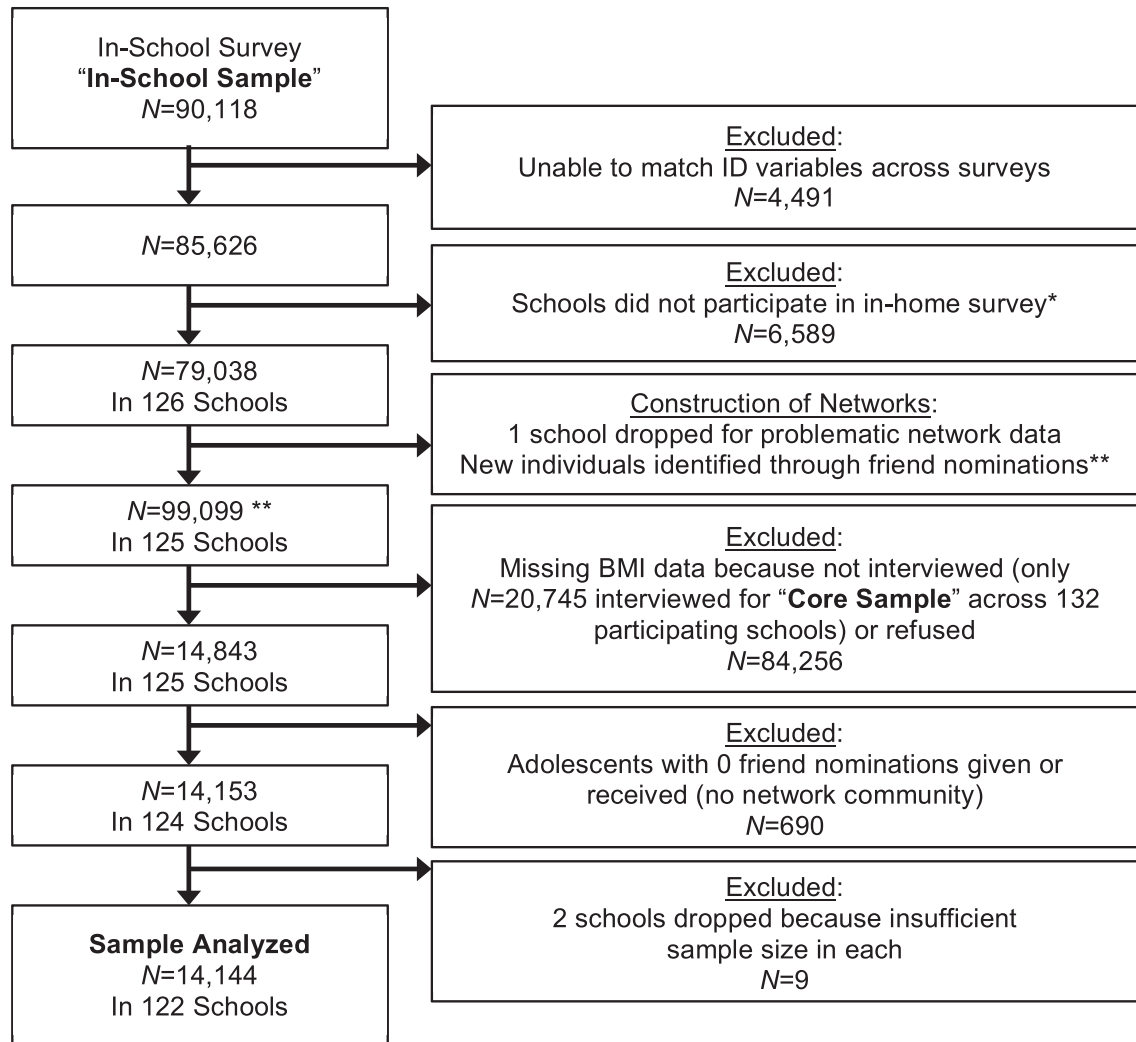 In-School Survey
“In-School Sample”
N=90,118
Excluded:
Unable to match ID variables across surveys
N=4,491
N=85,626
Excluded:
Schools did not participate in in-home survey*
N=6,589
N=79,038
In 126 Schools
Construction of Networks:
1 school dropped for problematic network data
New individuals identified through friend nominations**
N=99,099 **
In 125 Schools
Excluded:
Missing BMI data because not interviewed (only
N=20,745 interviewed for “Core Sample” across 132
participating schools) or refused
N=84,256
N=14,843
In 125 Schools
Excluded:
Adolescents with 0 friend nominations given or
received (no network community)
N=690
N=14,153
In 124 Schools
Excluded:
2 schools dropped because insufficient
sample size in each
N=9
Sample Analyzed
N=14,144
In 122 Schools